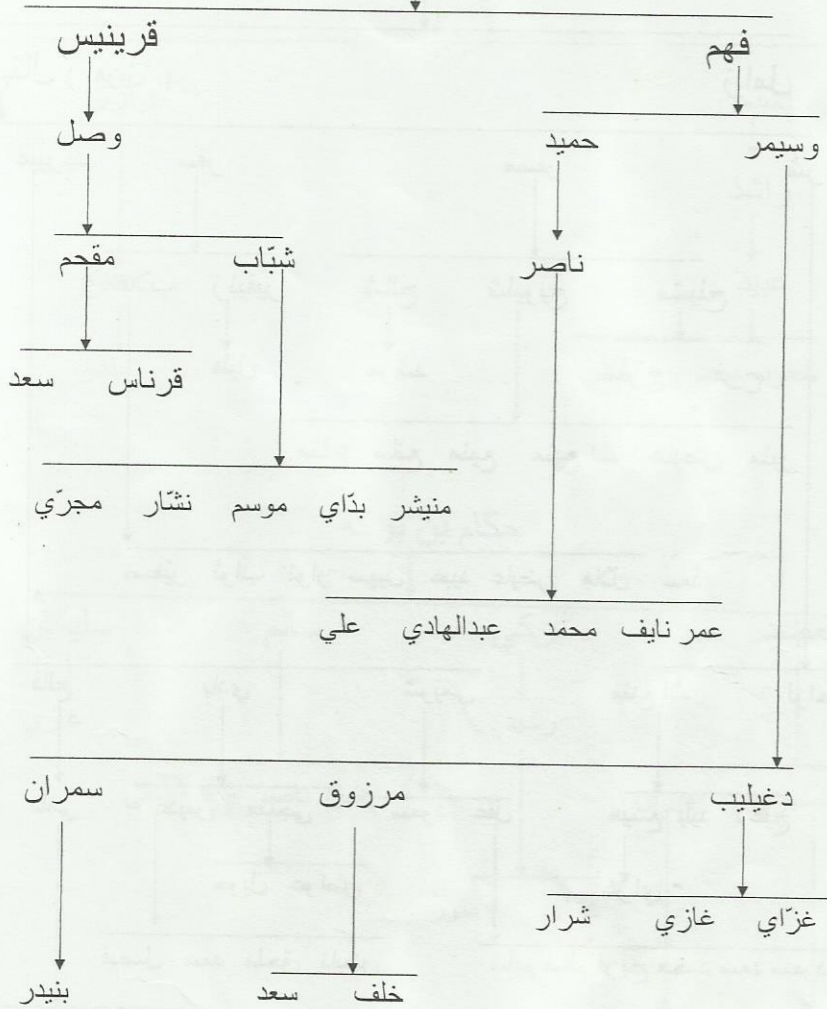 فهم قرينيس
وسيمر حميد وصل
ناصر شبّاب مقحم
قرناس سعد
منيشر بدّاي موسم نشّار مجرّي
عمر نايف محمد عبدالهادي علي
دغيليب مرزوق سمران
غزّاي غازي شرار
خلف سعد بنيدر